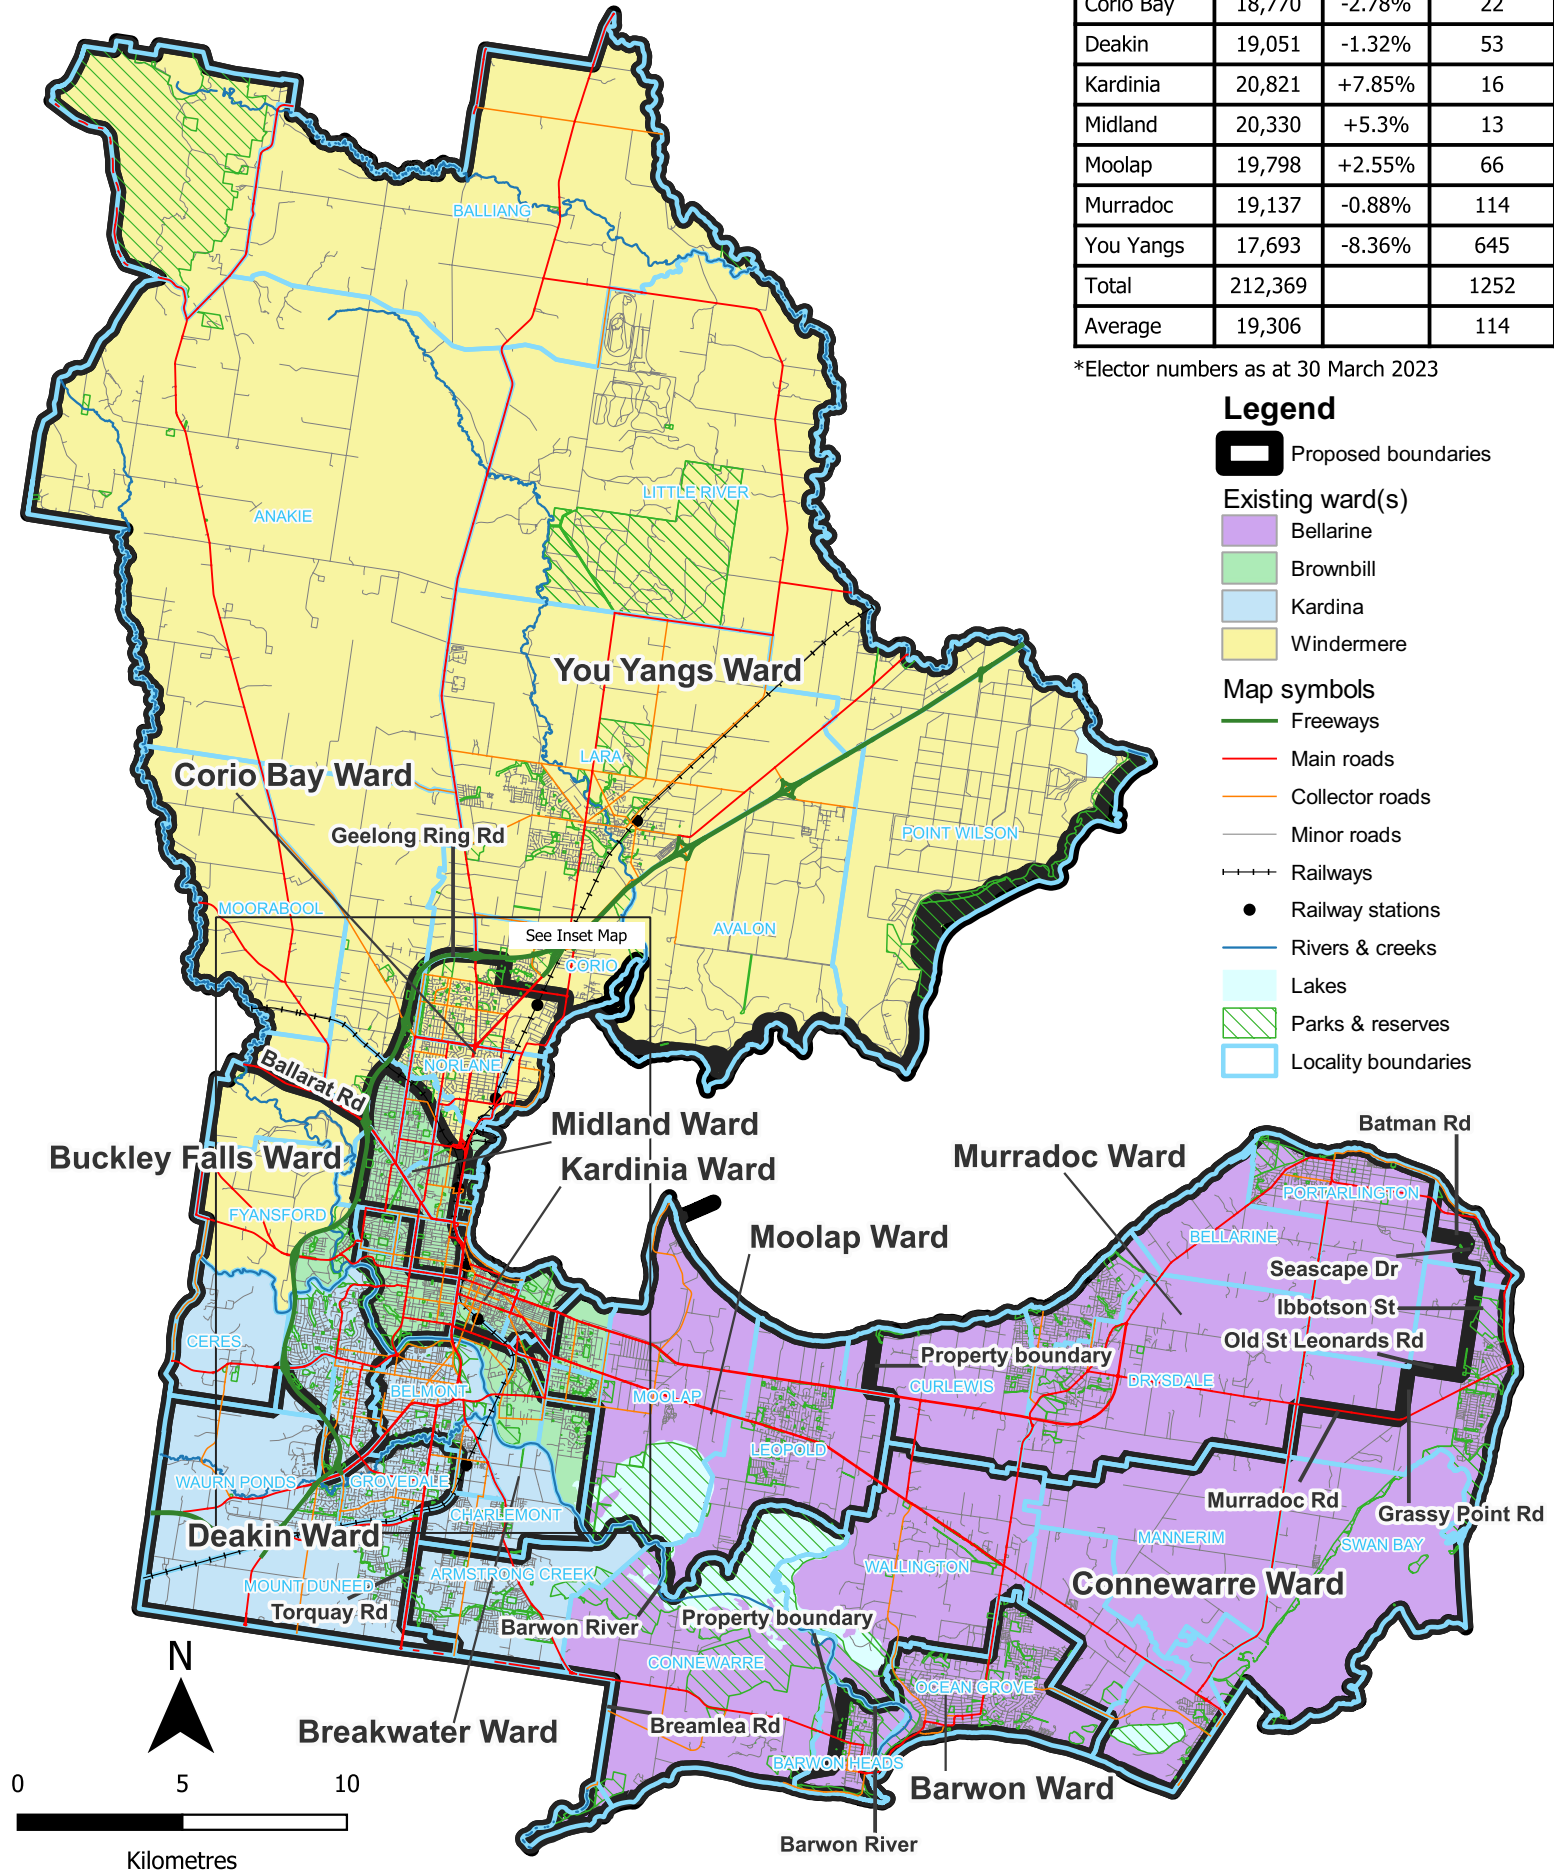 Corio Bay 18,770 -2.78% 22
Deakin 19,051 -1.32% 53
Kardinia 20,821 +7.85% 16
Midland 20,330 +5.3% 13
Moolap 19,798 +2.55% 66
Murradoc 19,137 -0.88% 114
You Yangs 17,693 -8.36% 645
Total 212,369 1252
Average 19,306 114
*Elector numbers as at 30 March 2023
Legend
Proposed boundaries
Existing ward(s)
Bellarine
Brownbill
Kardina
Windermere
Map symbols
Freeways
Main roads
Collector roads
Minor roads
Railways
Railway stations
Rivers & creeks
Lakes
Parks & reserves
Locality boundaries
BALLIANG
LITTLE RIVER
ANAKIE
You Yangs Ward
LARA
Corio Bay Ward
Geelong Ring Rd
POINT WILSON
MOORABOOL
AVALON
See Inset Map
CORIO
NORLANE
Ballarat Rd
Midland Ward
Buckley Falls Ward
Kardinia Ward
FYANSFORD
Moolap Ward
Murradoc Ward
Batman Rd
PORTARLINGTON
BELLARINE
Seascape Dr
Ibbotson St
Old St Leonards Rd
CERES
Property boundary
BELMONT
MOOLAP
CURLEWIS
DRYSDALE
LEOPOLD
WAURN PONDS
GROVEDALE
CHARLEMONT
Murradoc Rd
Grassy Point Rd
Deakin Ward
MANNERIM
SWAN BAY
WALLINGTON
ARMSTRONG CREEK
MOUNT DUNEED
Connewarre Ward
Torquay Rd
Barwon River
Property boundary
CONNEWARRE
OCEAN GROVE
Breakwater Ward
Breamlea Rd
BARWON HEADS
Barwon Ward
Barwon River
N
0 5 10
Kilometres